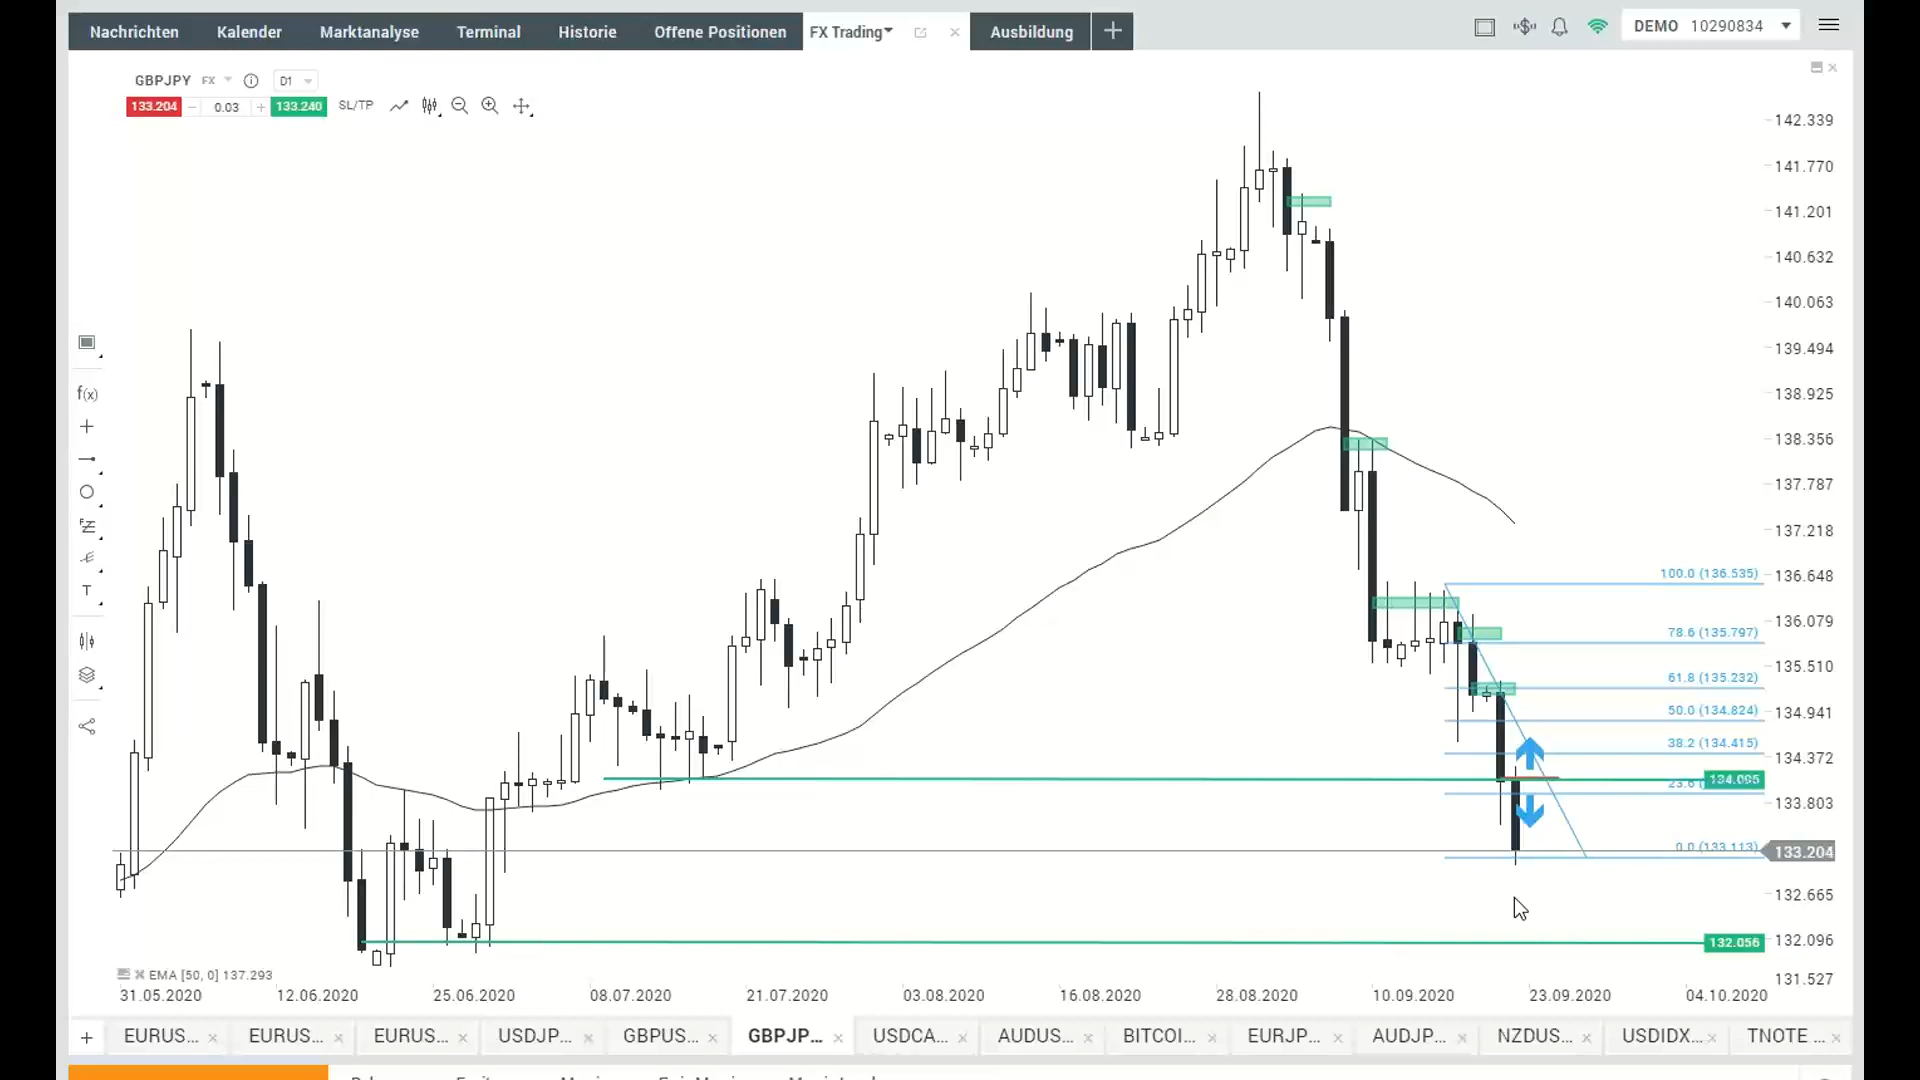 Nachrichten Kalender Marktanalyse Terminal Historie Offene Positionen FX Trading Ausbildung + DEMO 10290834
GBPJPY FX D1
133.204 − 0.03 + 133.240 SL/TP
142.339
141.770
141.201
140.632
140.063
139.494
f(x)
138.925
138.356
137.787
137.218
100.0 (136.535) 136.648
T
136.079
78.6 (135.797)
135.510
61.8 (135.232)
50.0 (134.824) 134.941
38.2 (134.415)
134.372
134.095
23.6 (
133.803
0.0 (133.113) 133.204
132.665
132.056 132.096
EMA [50, 0] 137.293 131.527
31.05.2020 12.06.2020 25.06.2020 08.07.2020 21.07.2020 03.08.2020 16.08.2020 28.08.2020 10.09.2020 23.09.2020 04.10.2020
+ EURUS... EURUS... EURUS... USDJP... GBPUS... GBPJP... USDCA... AUDUS... BITCOI... EURJP... AUDJP... NZDUS... USDIDX... TNOTE ...